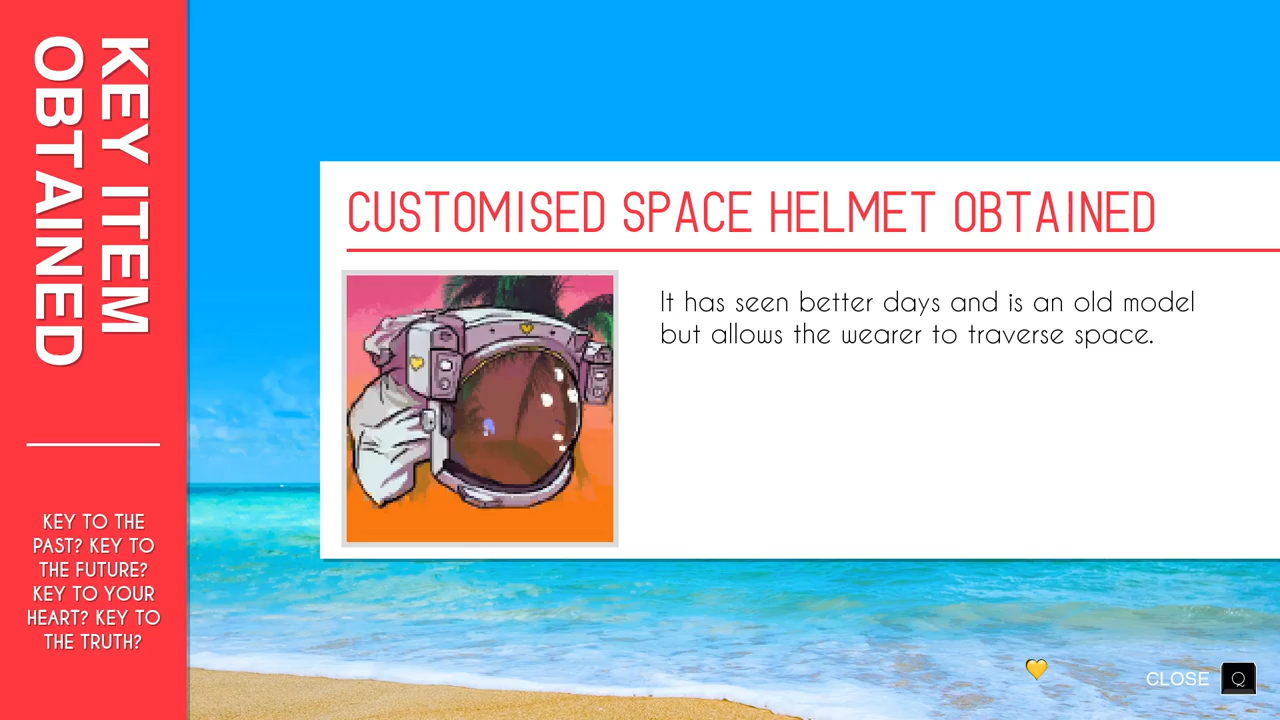 KEY ITEM
OBTAINED
KEY TO THE
PAST? KEY TO
THE FUTURE?
KEY TO YOUR
HEART? KEY TO
THE TRUTH?
CUSTOMISED SPACE HELMET OBTAINED
It has seen better days and is an old model
but allows the wearer to traverse space.
CLOSE Q